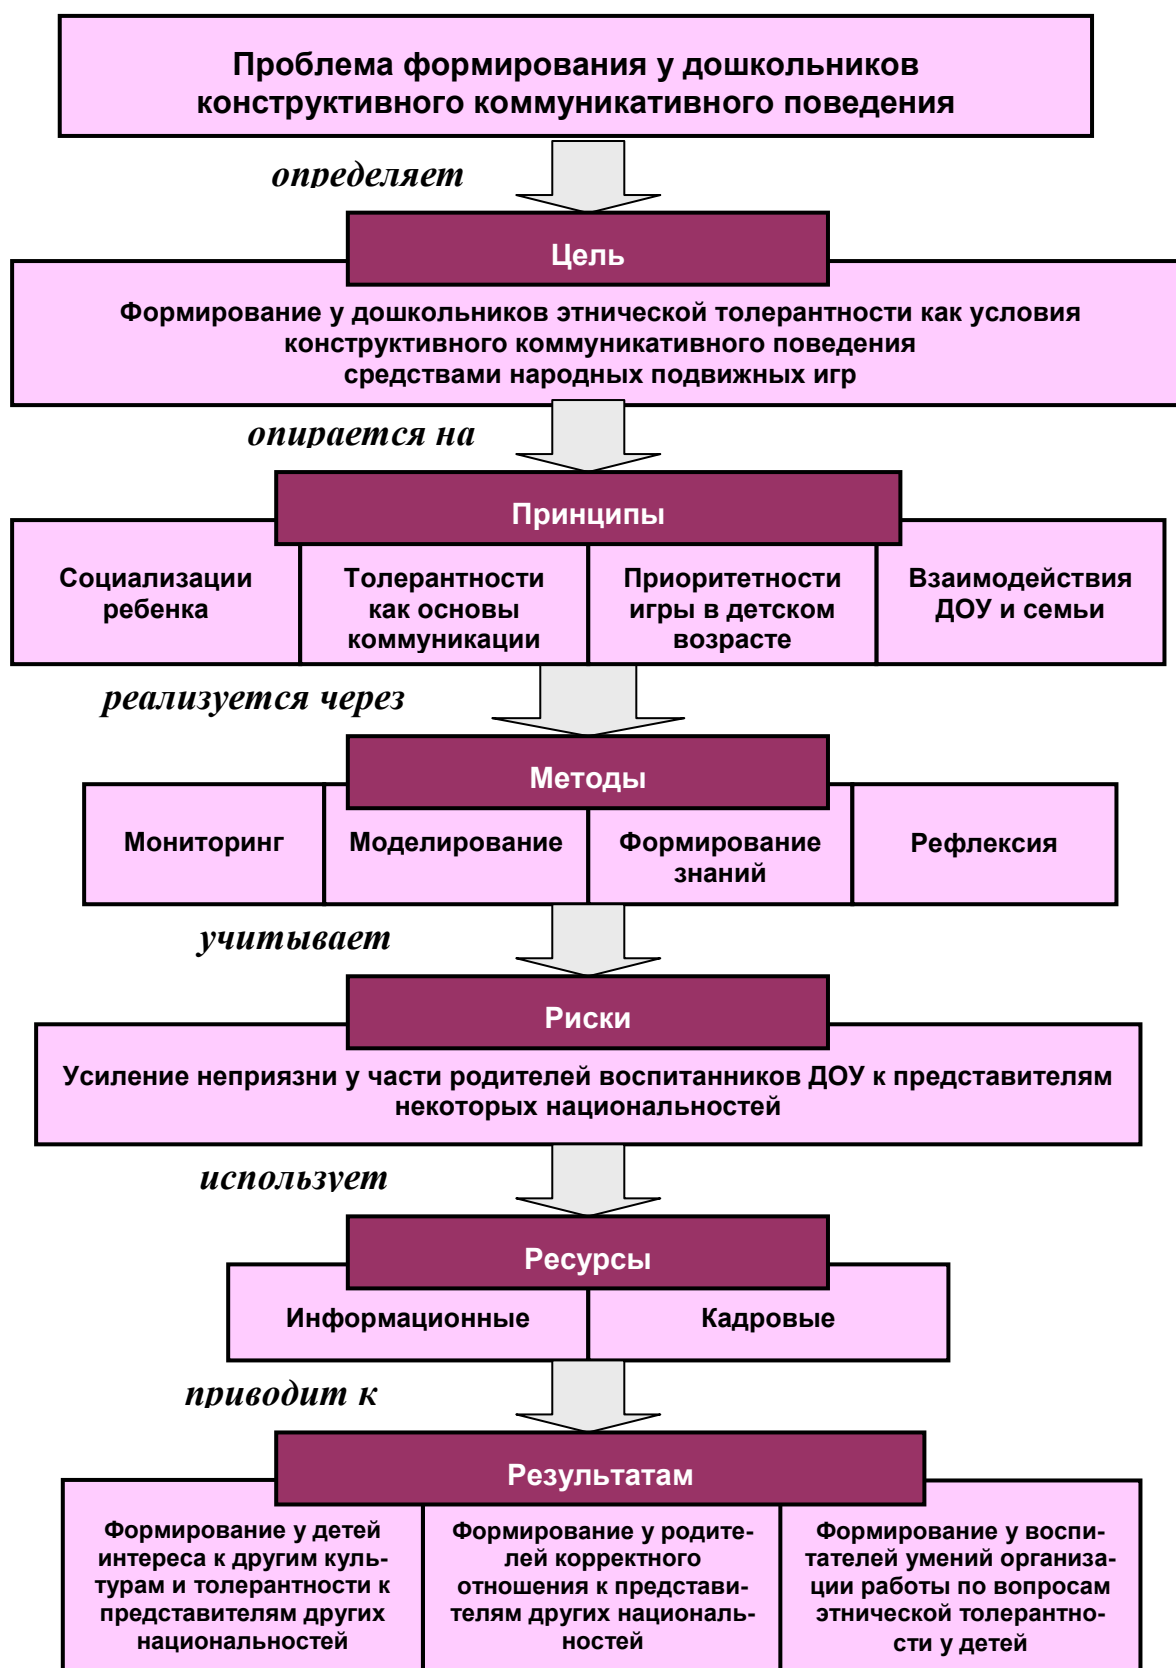 Проблема формирования у дошкольников
конструктивного коммуникативного поведения
определяет
Цель
Формирование у дошкольников этнической толерантности как условия
конструктивного коммуникативного поведения
средствами народных подвижных игр
опирается на
Принципы
Социализации
ребенка
Толерантности
как основы
коммуникации
Приоритетности
игры в детском
возрасте
Взаимодействия
ДОУ и семьи
реализуется через
Методы
Мониторинг
Моделирование
Формирование
знаний
Рефлексия
учитывает
Риски
Усиление неприязни у части родителей воспитанников ДОУ к представителям
некоторых национальностей
использует
Ресурсы
Информационные
Кадровые
приводит к
Результатам
Формирование у детей
интереса к другим куль-
турам и толерантности к
представителям других
национальностей
Формирование у родите-
лей корректного
отношения к представи-
телям других националь-
ностей
Формирование у воспи-
тателей умений организа-
ции работы по вопросам
этнической толерантно-
сти у детей